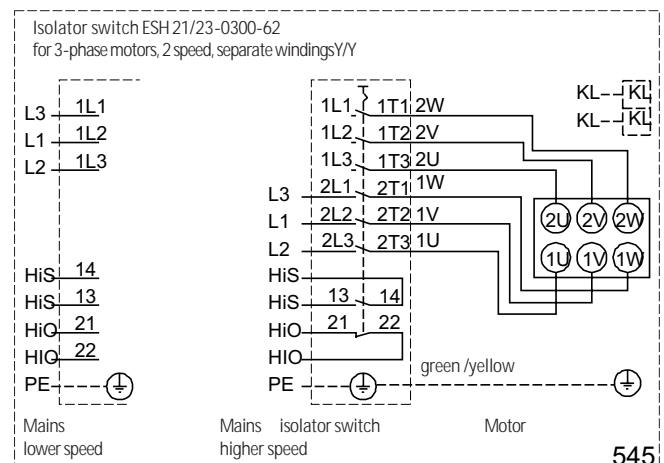 Isolator switch ESH 21/23-0300-62
for 3-phase motors, 2 speed, separate windingsY/Y
KL KL
KL KL
L3 1L1 1L1 1T1 2W
L1 1L2 1L2 1T2 2V
L2 1L3 1L3 1T3 2U
L3 2L1 2T1 1W
L1 2L2 2T2 1V
L2 2L3 2T3 1U
2U 2V 2W
1U 1V 1W
HiS 14 HiS
HiS 13 HiS 13 14
HiO 21 HiO 21 22
HIO 22 HIO
green /yellow
PE PE
Mains Mains isolator switch Motor
lower speed higher speed
545